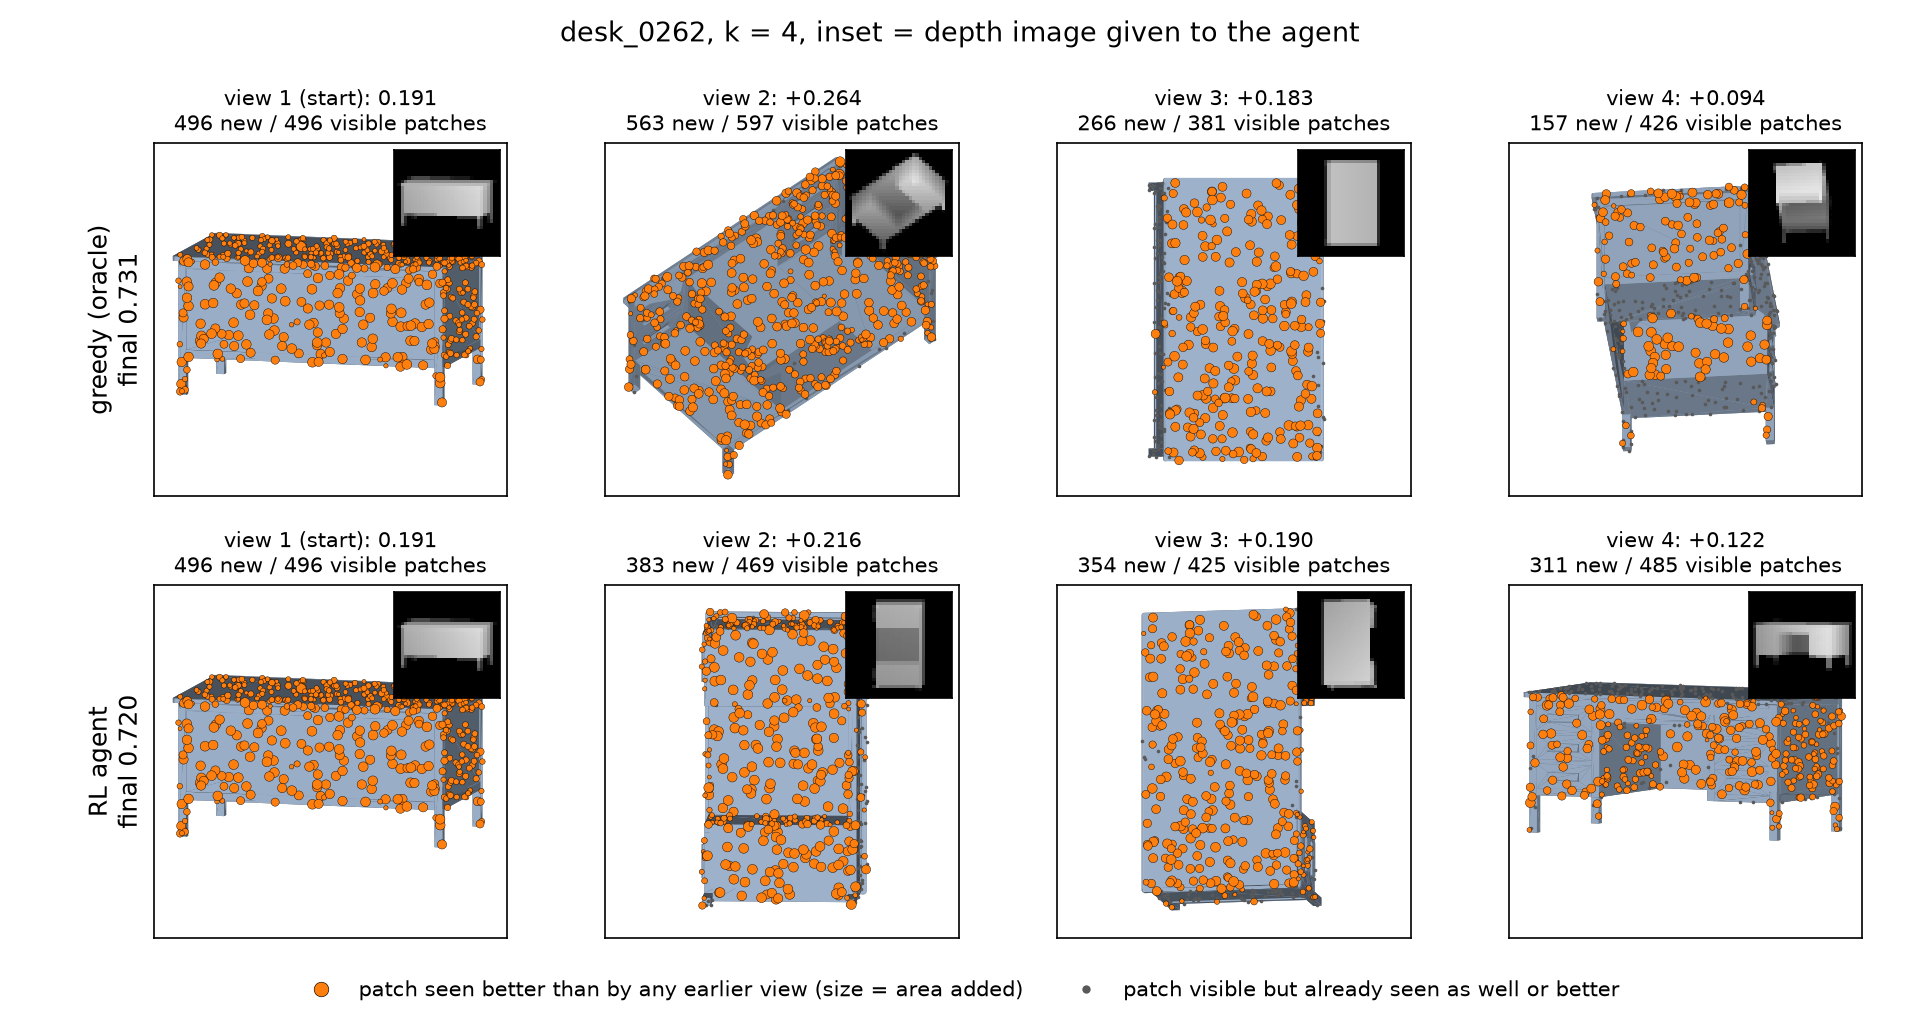 desk_0262, k = 4, inset = depth image given to the agent
greedy (oracle)
final 0.731
view 1 (start): 0.191
496 new / 496 visible patches
view 2: +0.264
563 new / 597 visible patches
view 3: +0.183
266 new / 381 visible patches
view 4: +0.094
157 new / 426 visible patches
RL agent
final 0.720
view 1 (start): 0.191
496 new / 496 visible patches
view 2: +0.216
383 new / 469 visible patches
view 3: +0.190
354 new / 425 visible patches
view 4: +0.122
311 new / 485 visible patches
patch seen better than by any earlier view (size = area added)
patch visible but already seen as well or better